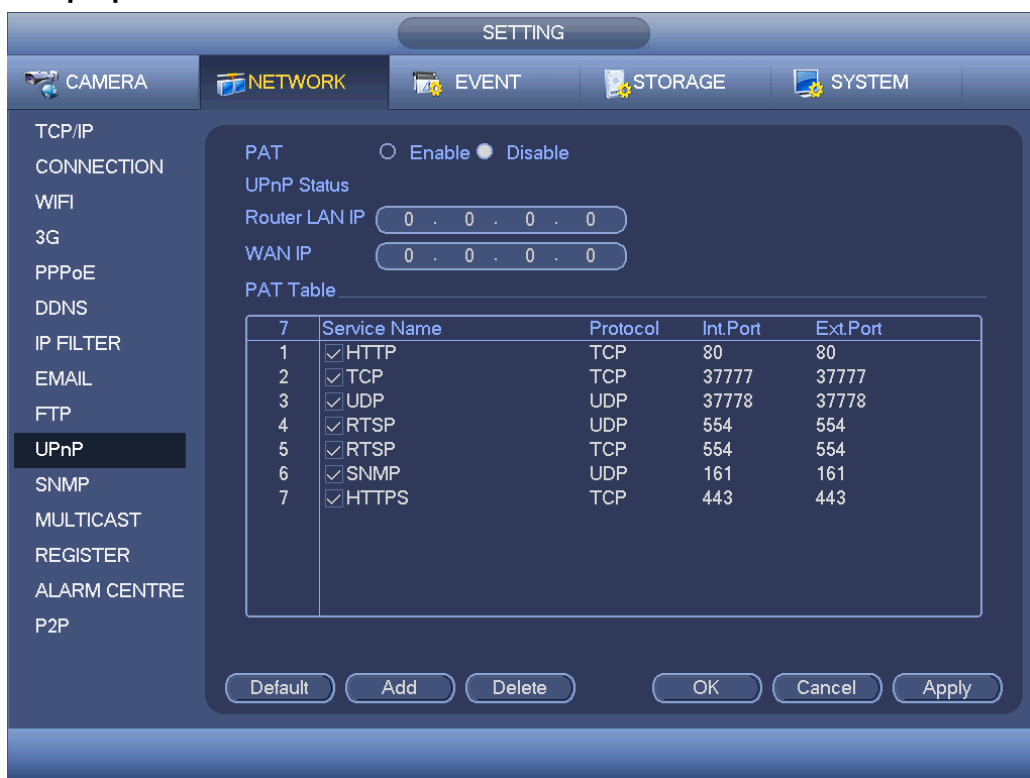 SETTING
CAMERA NETWORK EVENT STORAGE SYSTEM
TCP/IP
CONNECTION
WIFI
3G
PPPoE
DDNS
IP FILTER
EMAIL
FTP
UPnP
SNMP
MULTICAST
REGISTER
ALARM CENTRE
P2P
PAT Enable Disable
UPnP Status
Router LAN IP 0 . 0 . 0 . 0
WAN IP 0 . 0 . 0 . 0
PAT Table
7 Service Name Protocol Int.Port Ext.Port
1 HTTP TCP 80 80
2 TCP TCP 37777 37777
3 UDP UDP 37778 37778
4 RTSP UDP 554 554
5 RTSP TCP 554 554
6 SNMP UDP 161 161
7 HTTPS TCP 443 443
Default Add Delete OK Cancel Apply